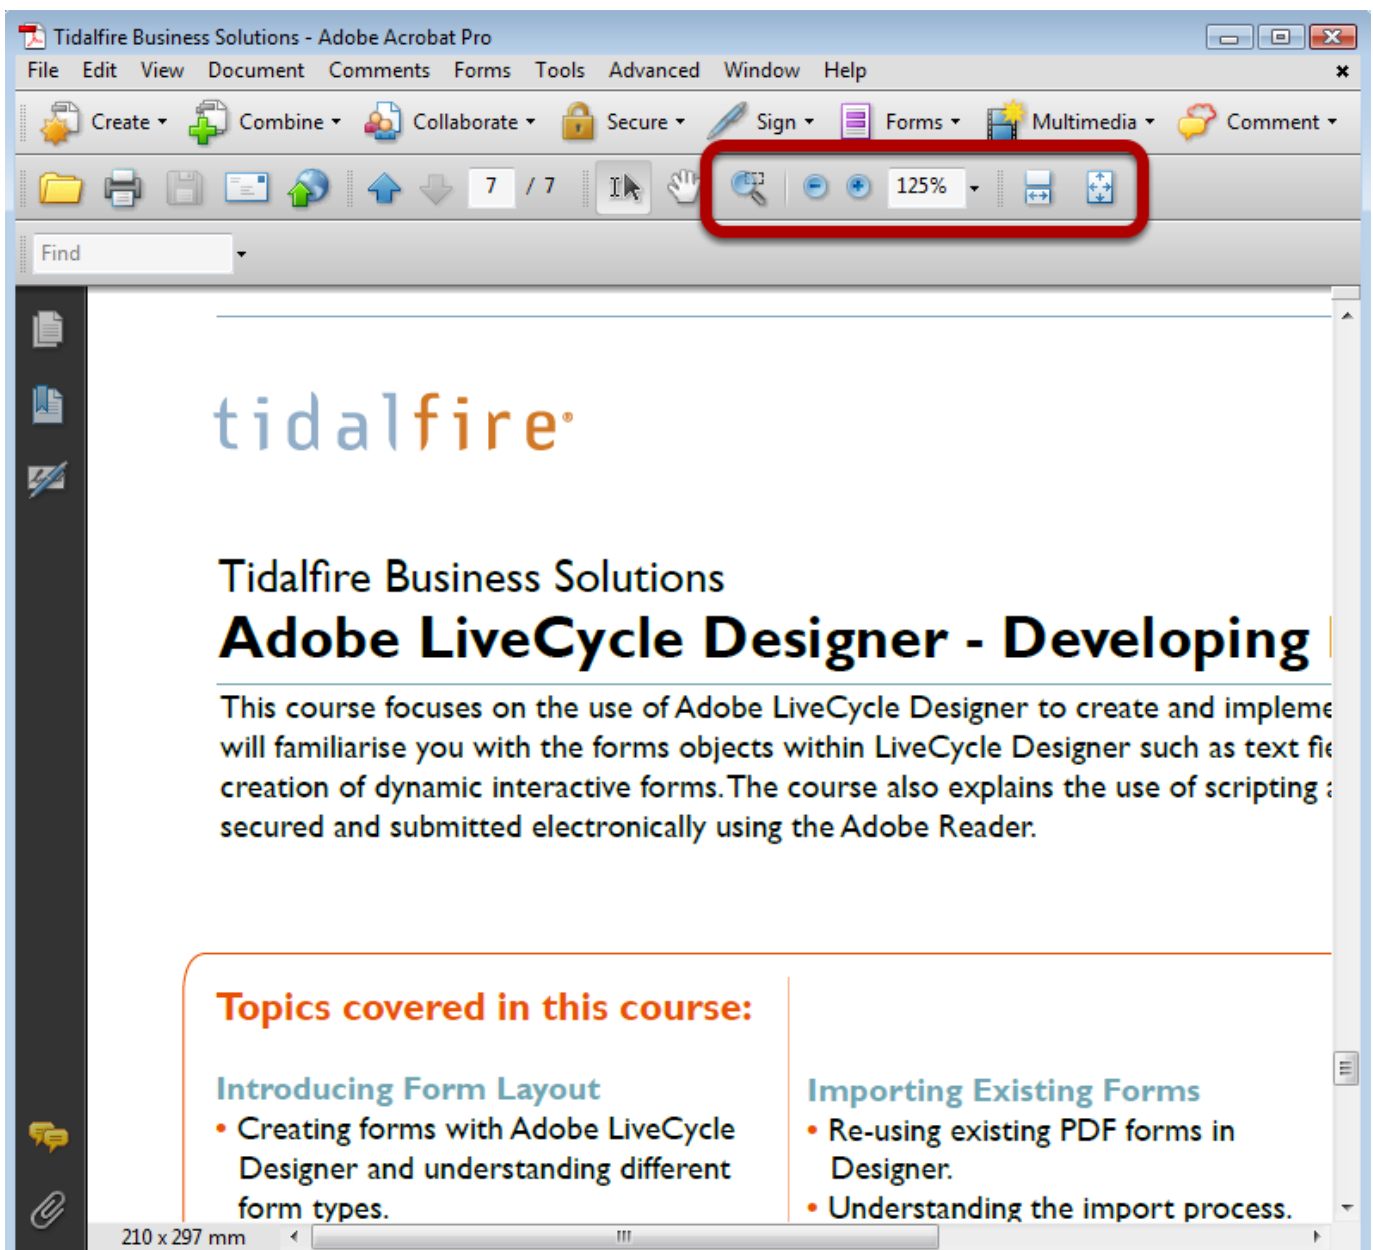 Tidalfire Business Solutions - Adobe Acrobat Pro
File Edit View Document Comments Forms Tools Advanced Window Help
Create Combine Collaborate Secure Sign Forms Multimedia Comment
7 / 7 125%
Find
tidalfire®
Tidalfire Business Solutions
Adobe LiveCycle Designer - Developing
This course focuses on the use of Adobe LiveCycle Designer to create and impleme
will familiarise you with the forms objects within LiveCycle Designer such as text fie
creation of dynamic interactive forms. The course also explains the use of scripting
secured and submitted electronically using the Adobe Reader.
Topics covered in this course:
Introducing Form Layout
• Creating forms with Adobe LiveCycle
Designer and understanding different
form types.
Importing Existing Forms
• Re-using existing PDF forms in
Designer.
• Understanding the import process.
210 x 297 mm